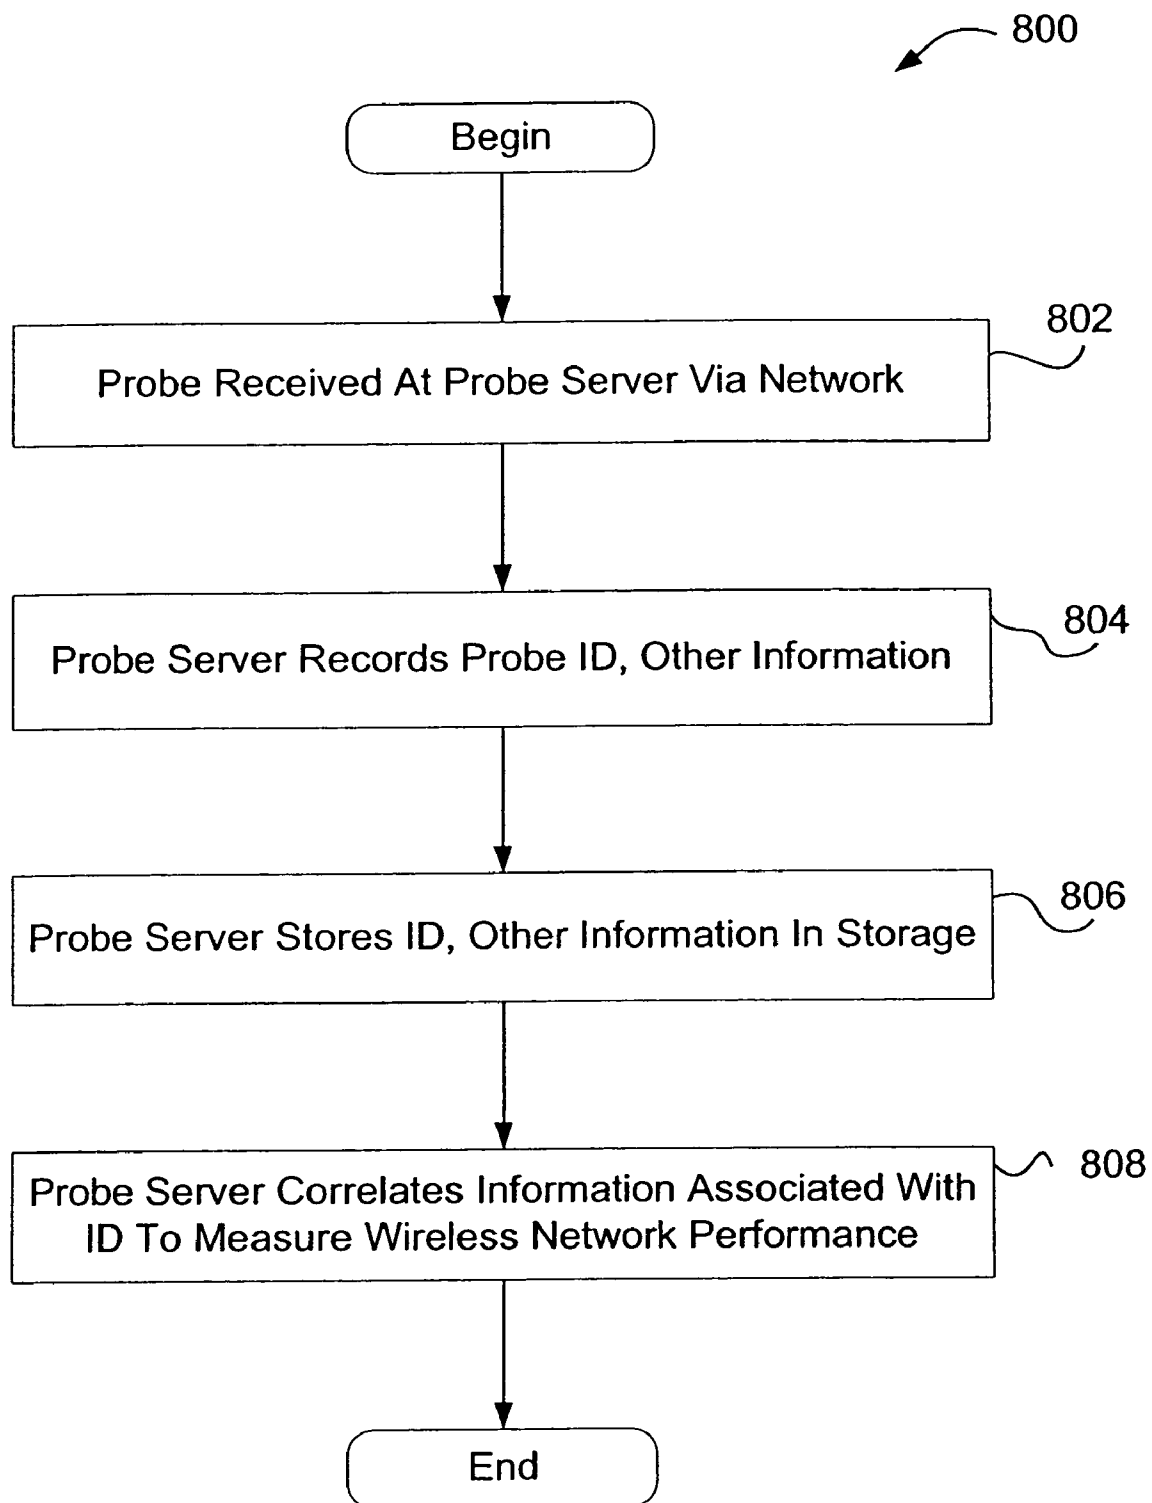 800
Begin
802
Probe Received At Probe Server Via Network
804
Probe Server Records Probe ID, Other Information
806
Probe Server Stores ID, Other Information In Storage
808
Probe Server Correlates Information Associated With
ID To Measure Wireless Network Performance
End